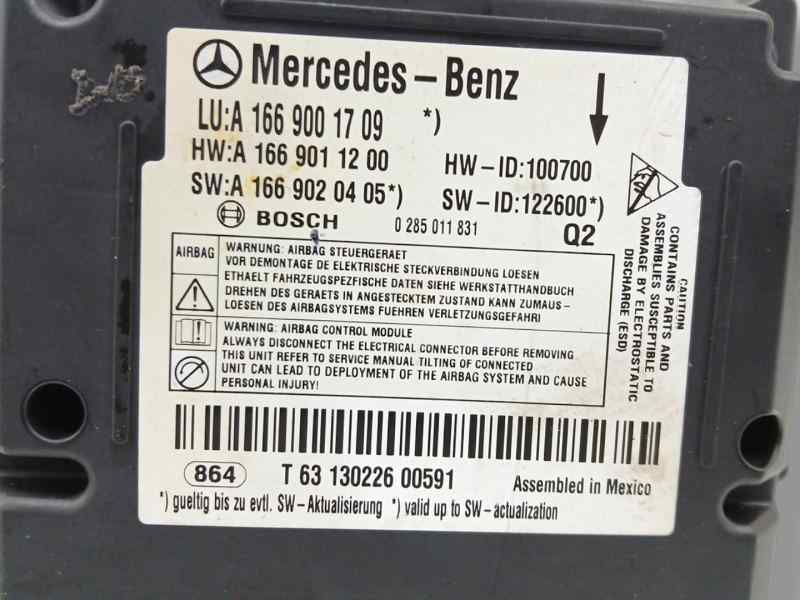 Mercedes-Benz
LU:A 166 900 17 09 *)
HW:A 166 901 12 00 HW-ID:100700
SW:A 166 902 04 05*) SW-ID:122600*)
BOSCH 0 285 011 831 Q2
AIRBAG
WARNUNG: AIRBAG STEUERGERAET
VOR DEMONTAGE DE ELEKTRISCHE STECKVERBINDUNG LOESEN
ETHAELT FAHRZEUGSPEZFISCHE DATEN SIEHE WERKSTATTHANDBUCH
DREHEN DES GERAETS IN ANGESTECKTEM ZUSTAND KANN ZUMAUS-
LOESEN DES AIRBAGSYSTEMS FUEHREN VERLETZUNGSGEFAHR!
WARNING: AIRBAG CONTROL MODULE
ALWAYS DISCONNECT THE ELECTRICAL CONNECTOR BEFORE REMOVING
THIS UNIT REFER TO SERVICE MANUAL TILTING OF CONNECTED
UNIT CAN LEAD TO DEPLOYMENT OF THE AIRBAG SYSTEM AND CAUSE
PERSONAL INJURY!
CAUTION
CONTAINS PARTS AND
ASSEMBLIES SUSCEPTIBLE TO
DAMAGE BY ELECTROSTATIC
DISCHARGE (ESD)
864 T 63 130226 00591 Assembled in Mexico
*) gueltig bis zu evtl. SW-Aktualisierung *) valid up to SW-actualization